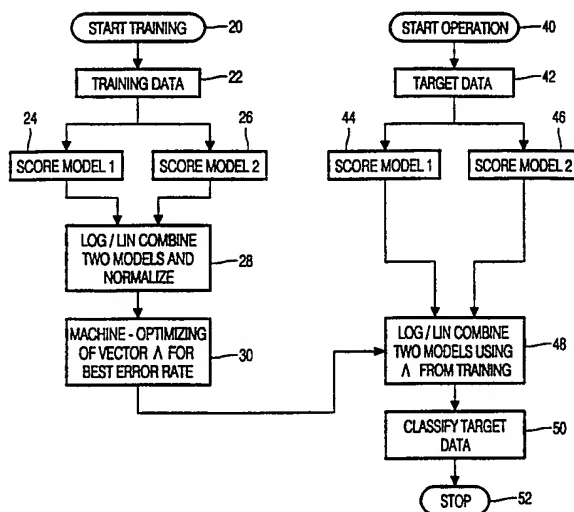 START TRAINING
20
TRAINING DATA
22
24
26
SCORE MODEL 1
SCORE MODEL 2
LOG / LIN COMBINE
TWO MODELS AND
NORMALIZE
28
MACHINE - OPTIMIZING
OF VECTOR Λ FOR
BEST ERROR RATE
30
START OPERATION
40
TARGET DATA
42
44
46
SCORE MODEL 1
SCORE MODEL 2
LOG / LIN COMBINE
TWO MODELS USING
Λ FROM TRAINING
48
CLASSIFY TARGET
DATA
50
STOP
52